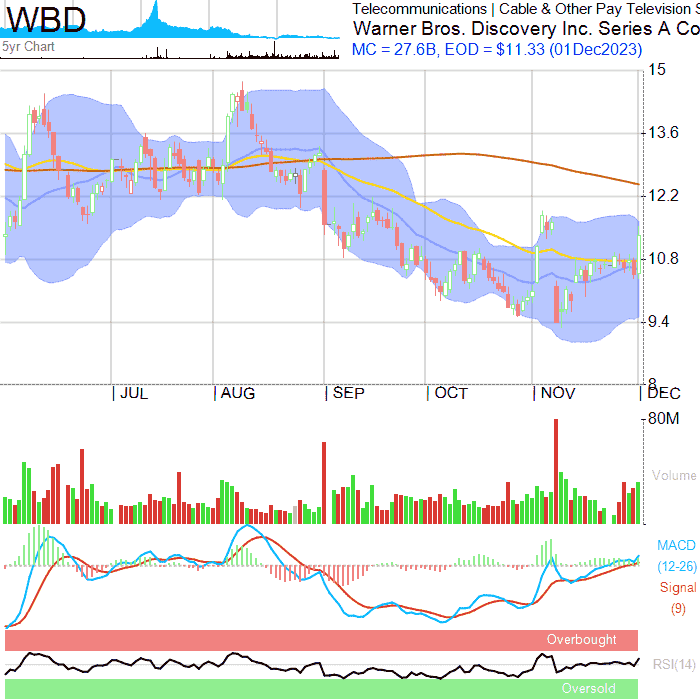 WBD
5yr Chart
Telecommunications | Cable & Other Pay Television S
Warner Bros. Discovery Inc. Series A Co
MC = 27.6B, EOD = $11.33 (01Dec2023)
15
13.6
12.2
10.8
9.4
8
JUL AUG SEP OCT NOV DEC
80M
Volume
MACD
(12-26)
Signal
(9)
Overbought
RSI(14)
Oversold